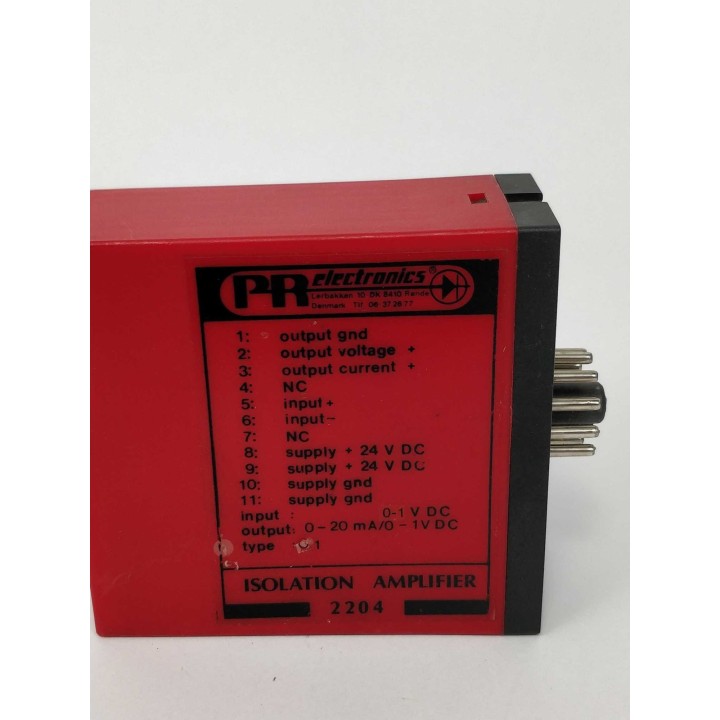 PR electronics®
Lerbakken 10 DK 8410 Rønde
Danmark Tlf. 06 37 26 77
1: output gnd
2: output voltage +
3: output current +
4: NC
5: input +
6: input -
7: NC
8: supply + 24 V DC
9: supply + 24 V DC
10: supply gnd
11: supply gnd
input : 0-1 V DC
output: 0-20 mA/0-1V DC
type
ISOLATION AMPLIFIER
2204